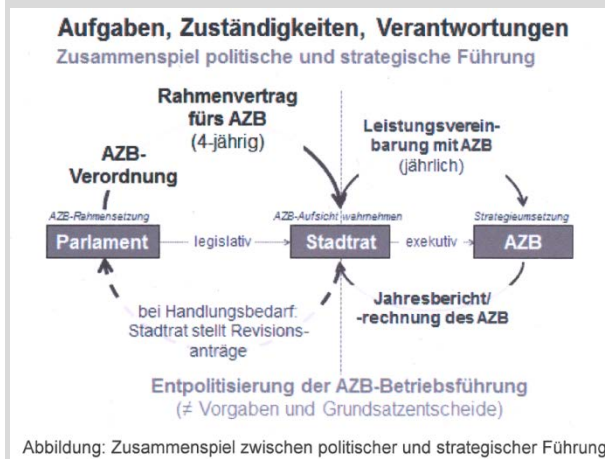 Aufgaben, Zuständigkeiten, Verantwortungen
Zusammenspiel politische und strategische Führung
Rahmenvertrag
fürs AZB
(4-jährig)
Leistungsverein-
barung mit AZB
(jährlich)
AZB-
Verordnung
AZB-Rahmensetzung
AZB-Aufsicht wahrnehmen
Strategieumsetzung
Parlament
legislativ
Stadtrat
exekutiv
AZB
bei Handlungsbedarf:
Stadtrat stellt Revisions-
anträge
Jahresbericht/
-rechnung des AZB
Entpolitisierung der AZB-Betriebsführung
(≠ Vorgaben und Grundsatzentscheide)
Abbildung: Zusammenspiel zwischen politischer und strategischer Führung